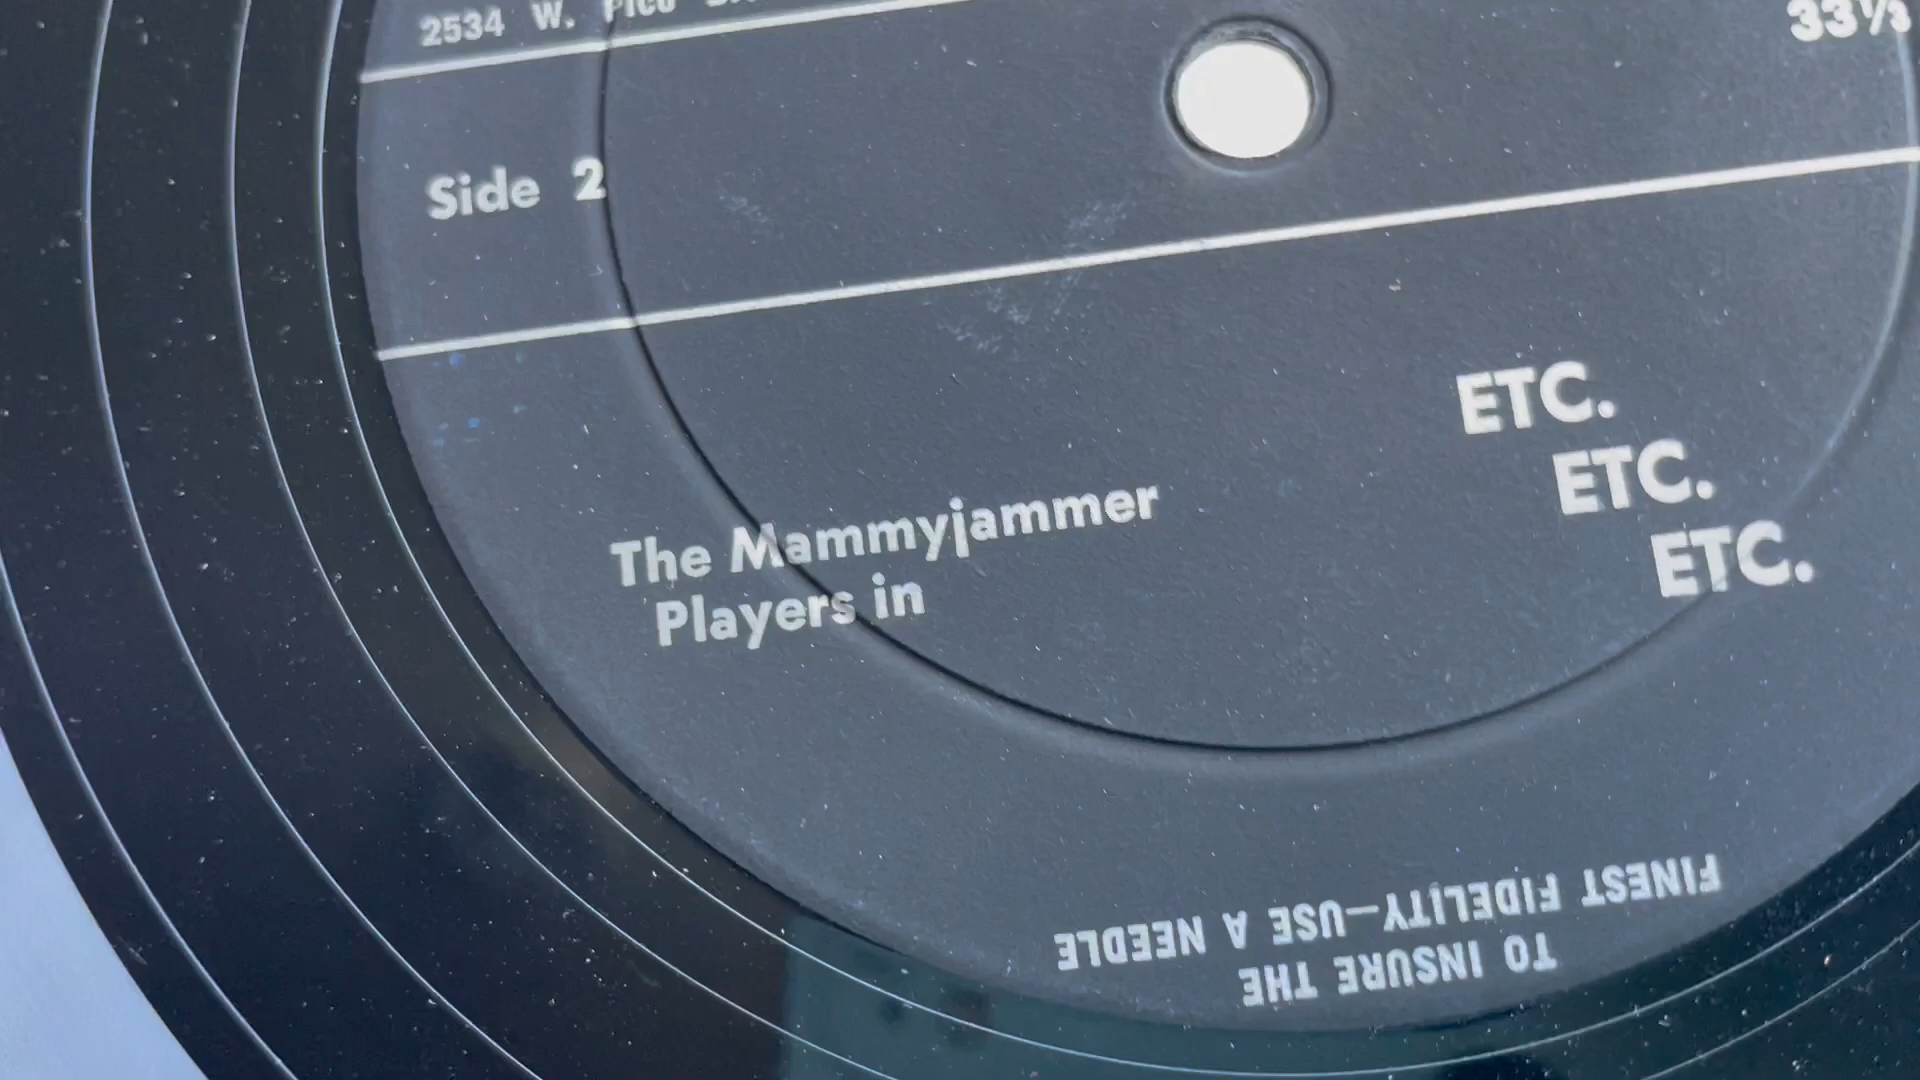 2534 W. Pico
33⅓
Side 2
ETC.
ETC.
ETC.
The Mammyjammer
Players in
TO INSURE THE
FINEST FIDELITY—USE A NEEDLE